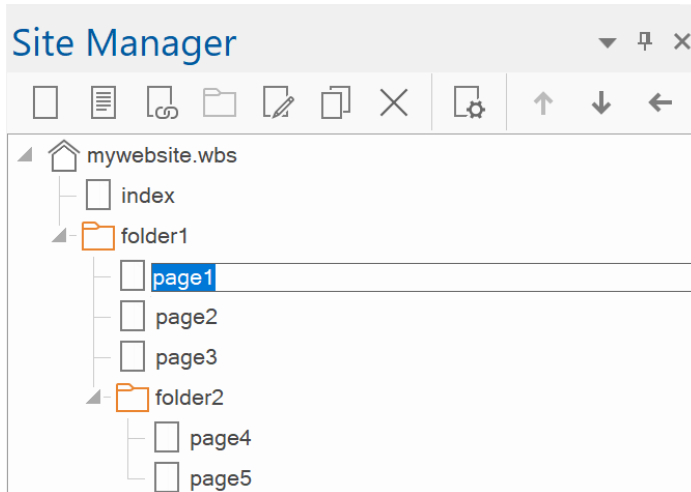 Site Manager
mywebsite.wbs
index
folder1
page1
page2
page3
folder2
page4
page5